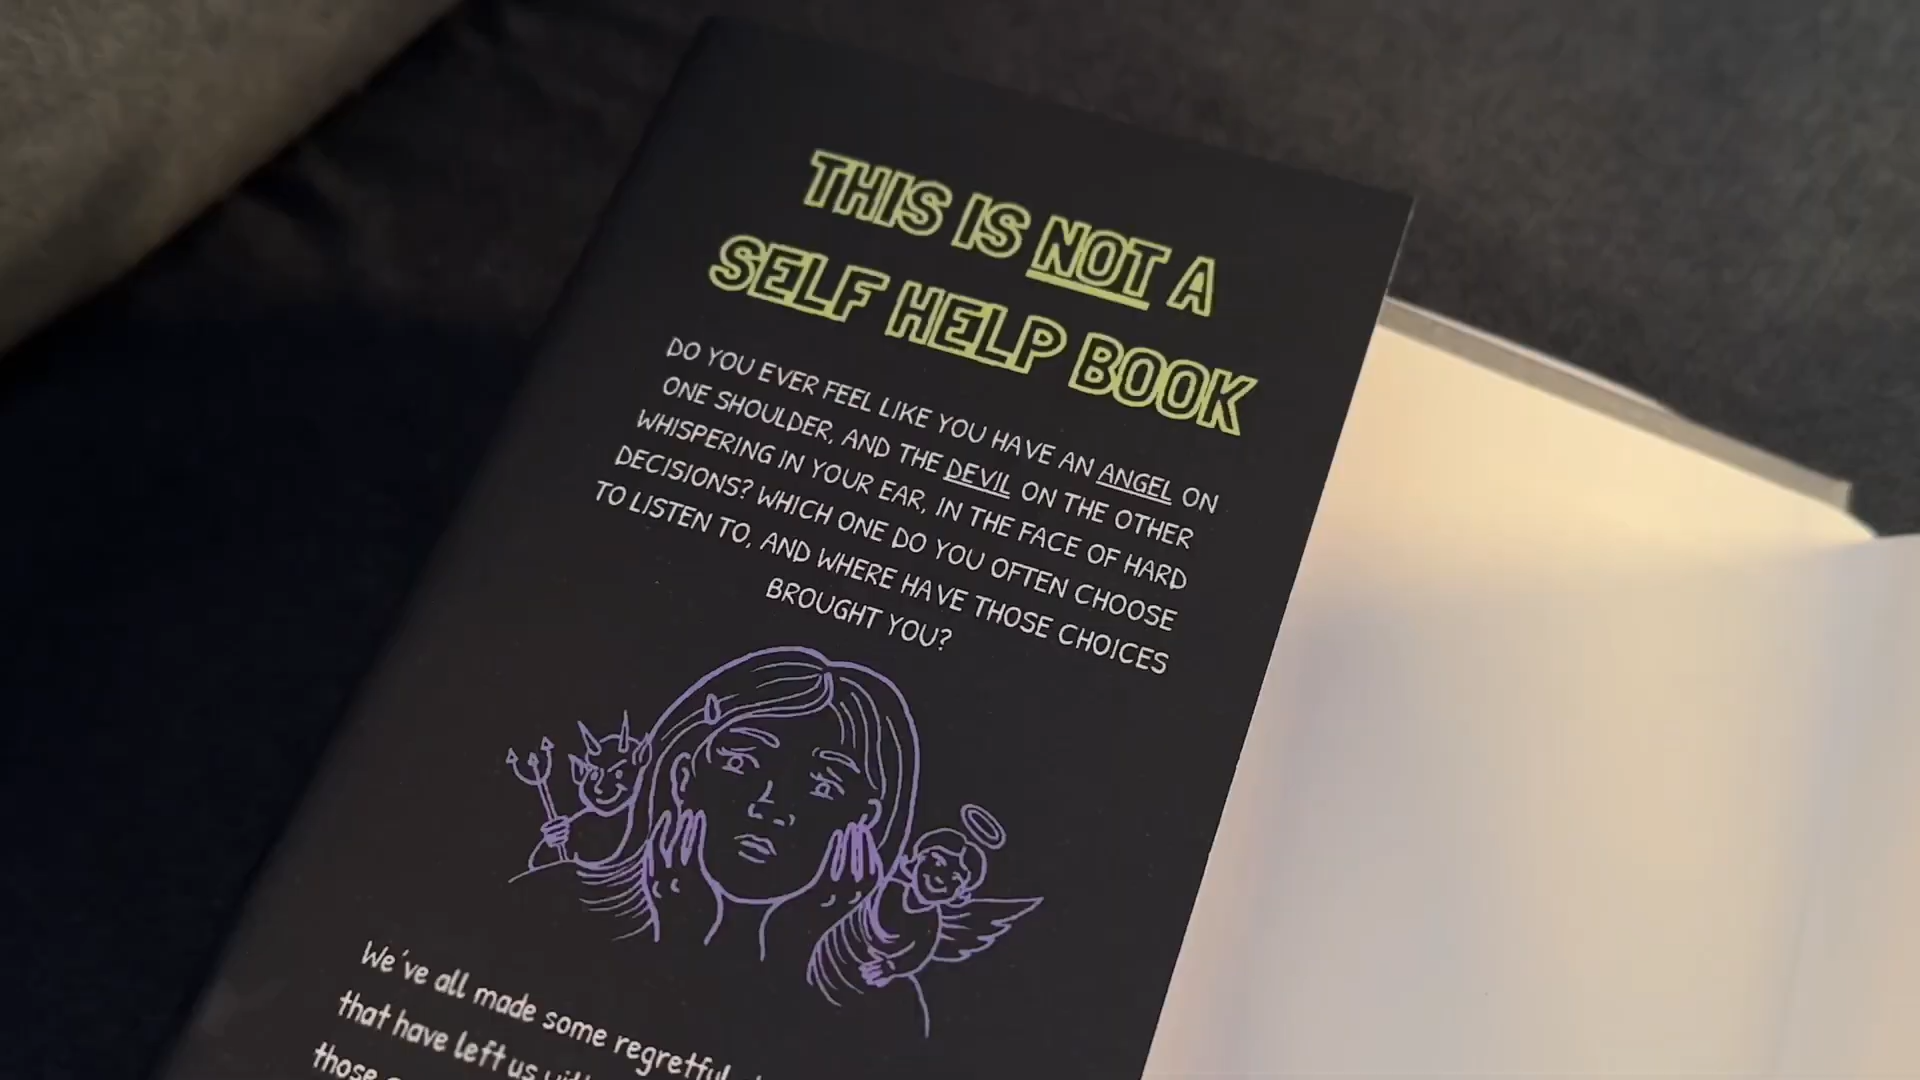 THIS IS NOT A
SELF HELP BOOK
DO YOU EVER FEEL LIKE YOU HAVE AN ANGEL ON
ONE SHOULDER, AND THE DEVIL ON THE OTHER
WHISPERING IN YOUR EAR, IN THE FACE OF HARD
DECISIONS? WHICH ONE DO YOU OFTEN CHOOSE
TO LISTEN TO, AND WHERE HAVE THOSE CHOICES
BROUGHT YOU?
We've all made some regretful
that have left us
those